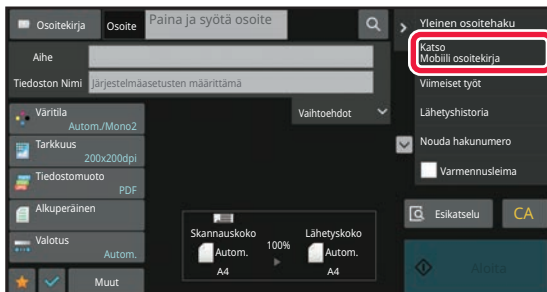 Osoitekirja
Osoite
Paina ja syötä osoite
Aihe
Tiedoston Nimi
Järjestelmäasetusten määrittämä
Väritila
Autom./Mono2
Tarkkuus
200x200dpi
Tiedostomuoto
PDF
Alkuperäinen
Valotus
Autom.
Muut
Vaihtoehdot
Skannauskoko
Autom.
A4
100%
Lähetyskoko
Autom.
A4
Yleinen osoitehaku
Katso
Mobiili osoitekirja
Viimeiset työt
Lähetyshistoria
Nouda hakunumero
Varmennusleima
Esikatselu
CA
Aloita